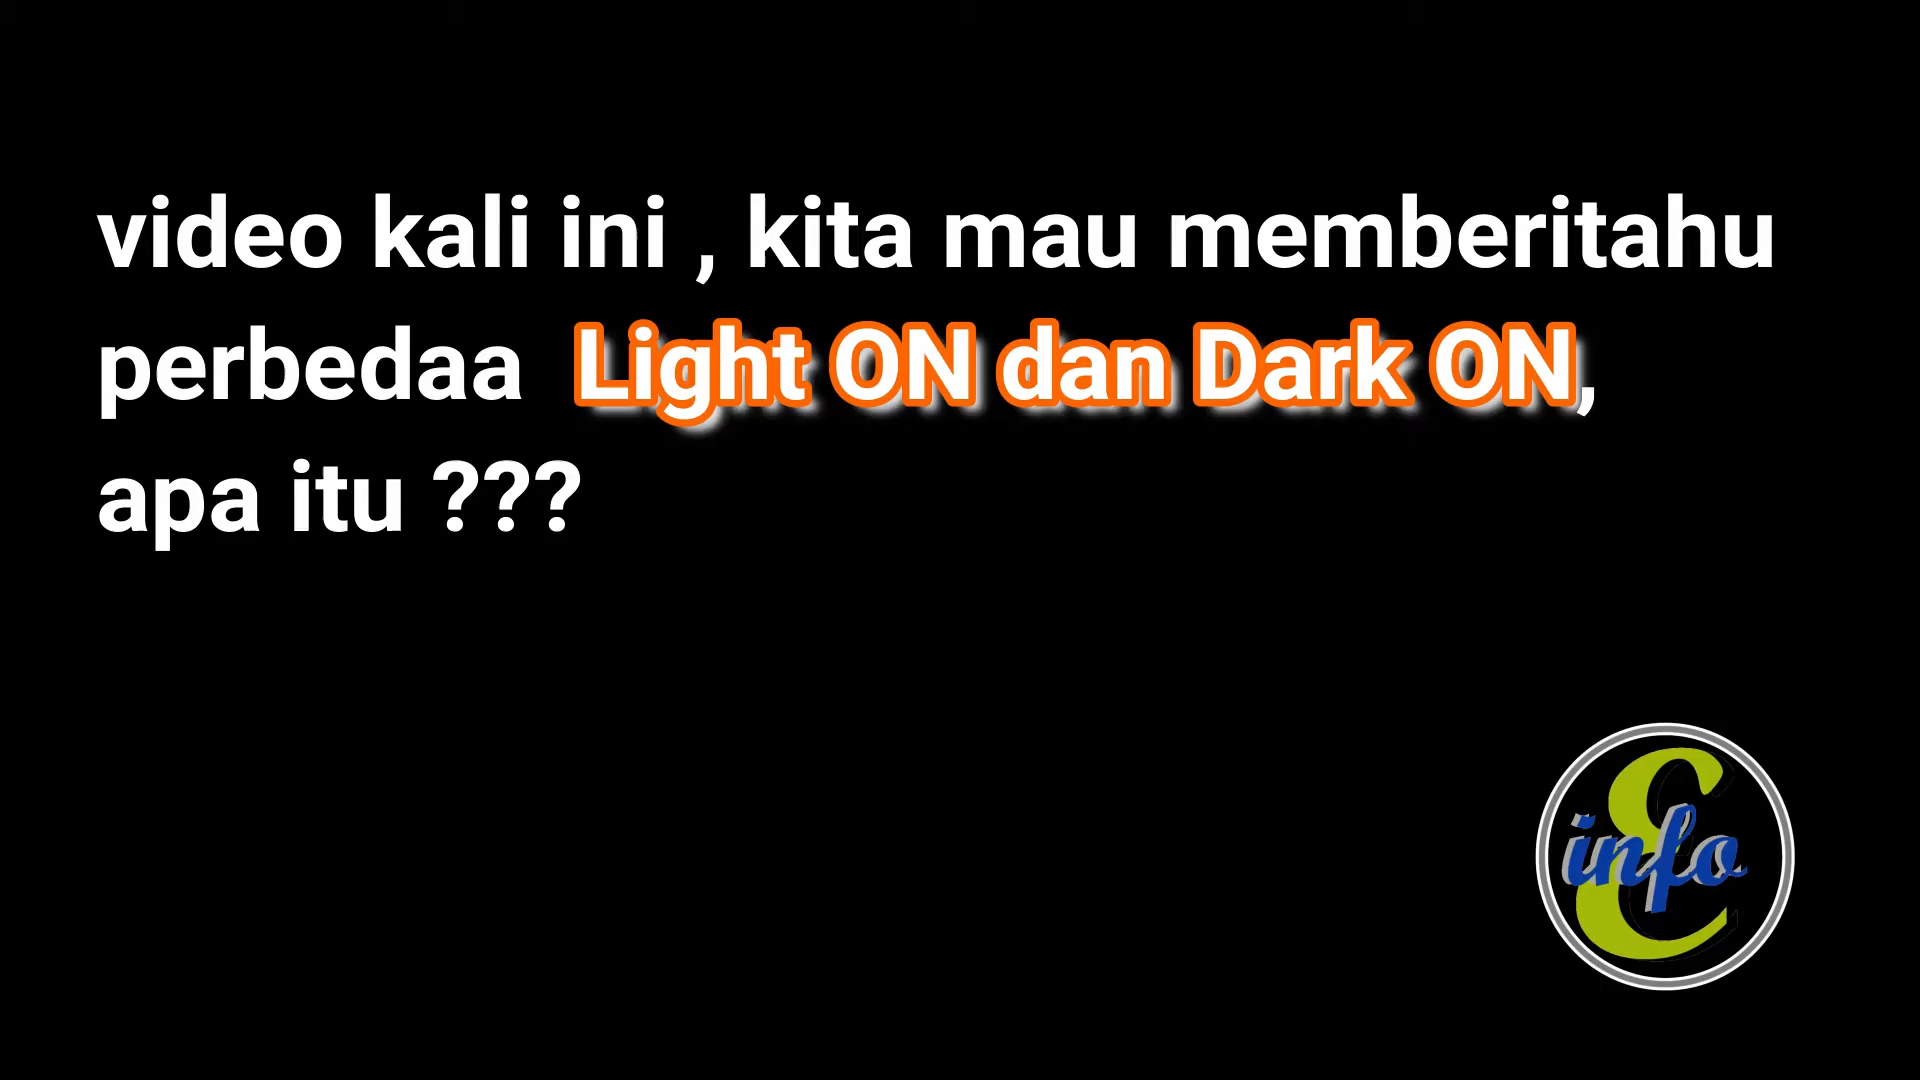 video kali ini , kita mau memberitahu
perbedaa Light ON dan Dark ON,
apa itu ???
E
info